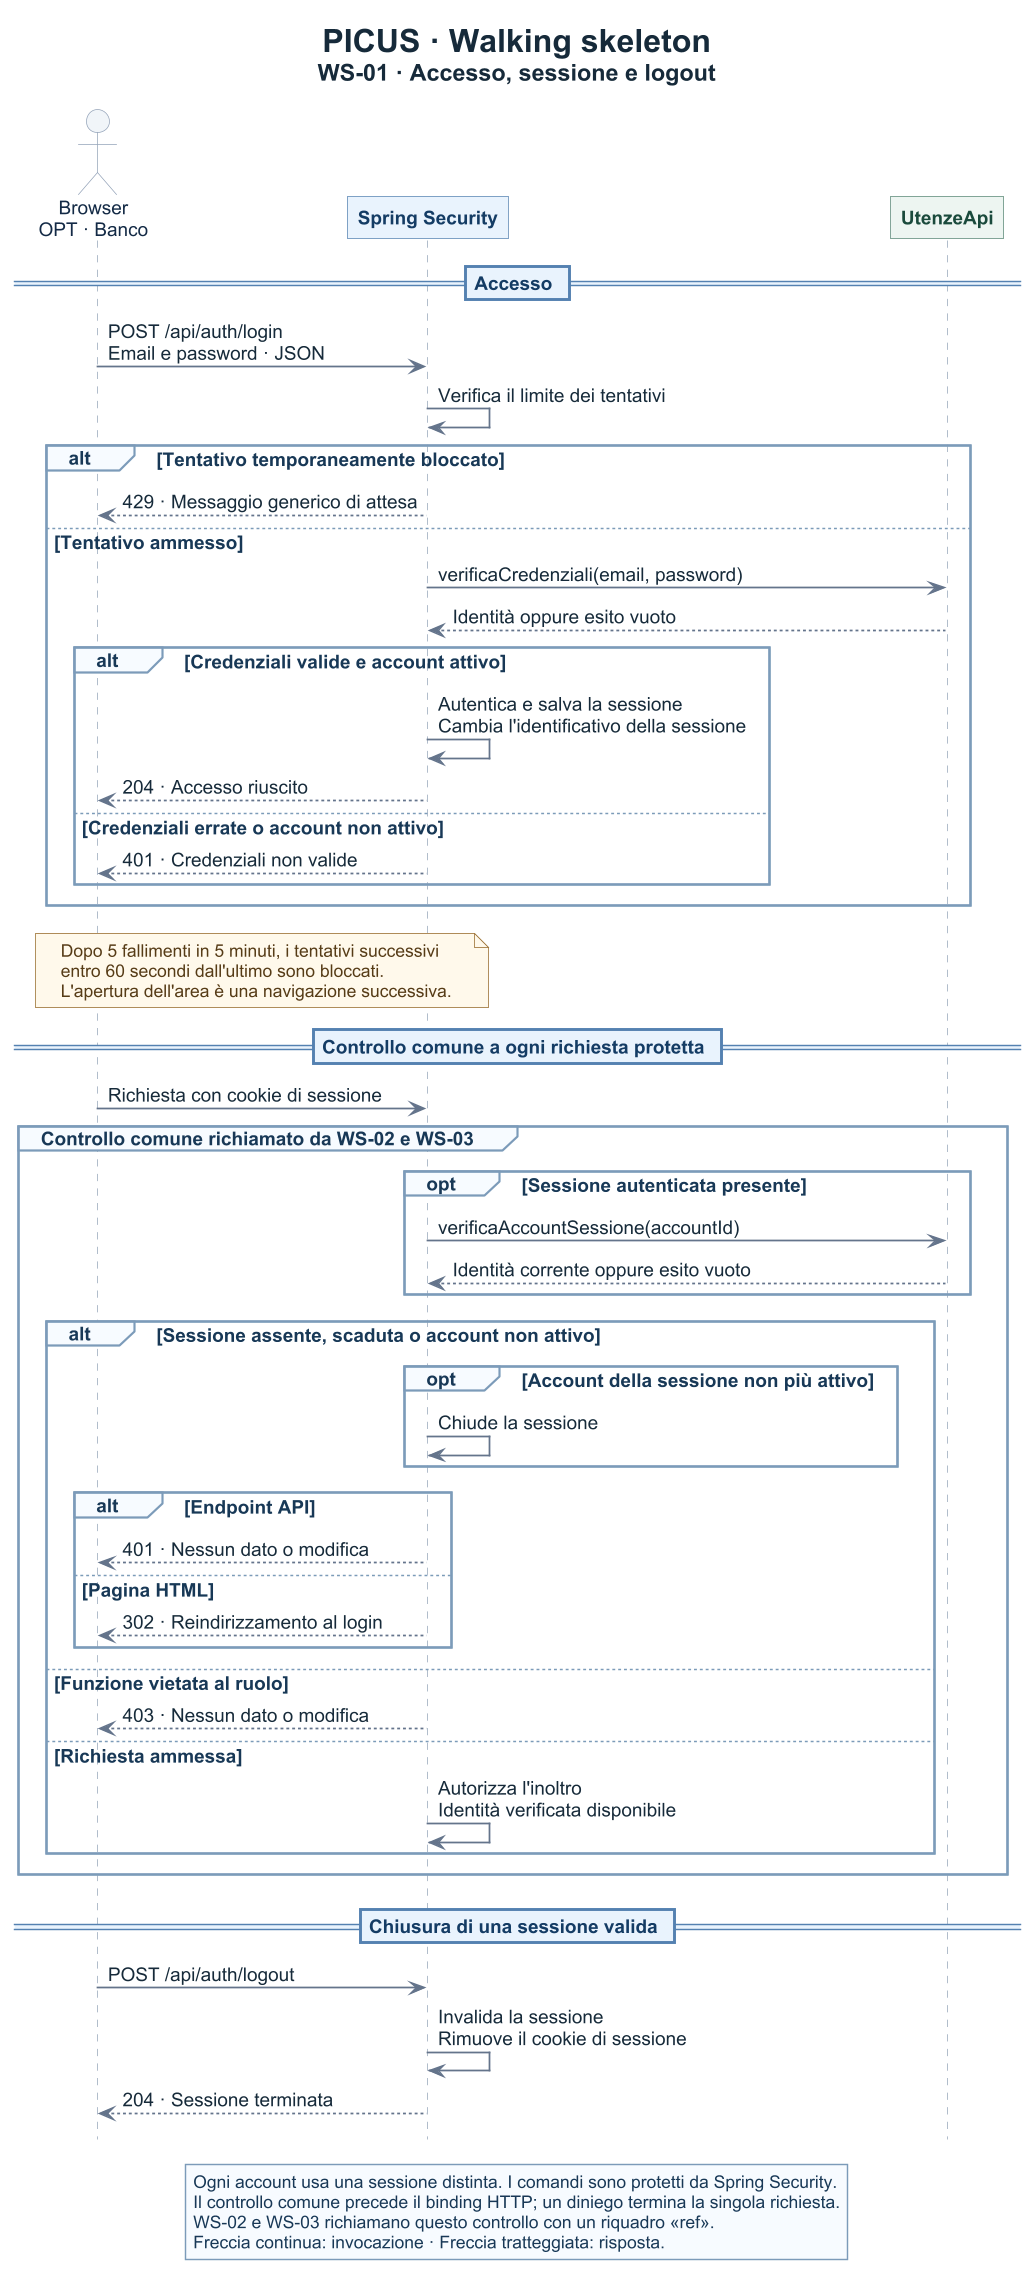 PICUS · Walking skeleton
WS-01 · Accesso, sessione e logout
Browser
OPT · Banco
Spring Security
UtenzeApi
Accesso
POST /api/auth/login
Email e password · JSON
Verifica il limite dei tentativi
alt
[Tentativo temporaneamente bloccato]
429 · Messaggio generico di attesa
[Tentativo ammesso]
verificaCredenziali(email, password)
Identità oppure esito vuoto
alt
[Credenziali valide e account attivo]
Autentica e salva la sessione
Cambia l'identificativo della sessione
204 · Accesso riuscito
[Credenziali errate o account non attivo]
401 · Credenziali non valide
Dopo 5 fallimenti in 5 minuti, i tentativi successivi
entro 60 secondi dall'ultimo sono bloccati.
L'apertura dell'area è una navigazione successiva.
Controllo comune a ogni richiesta protetta
Richiesta con cookie di sessione
Controllo comune richiamato da WS-02 e WS-03
opt
[Sessione autenticata presente]
verificaAccountSessione(accountId)
Identità corrente oppure esito vuoto
alt
[Sessione assente, scaduta o account non attivo]
opt
[Account della sessione non più attivo]
Chiude la sessione
alt
[Endpoint API]
401 · Nessun dato o modifica
[Pagina HTML]
302 · Reindirizzamento al login
[Funzione vietata al ruolo]
403 · Nessun dato o modifica
[Richiesta ammessa]
Autorizza l'inoltro
Identità verificata disponibile
Chiusura di una sessione valida
POST /api/auth/logout
Invalida la sessione
Rimuove il cookie di sessione
204 · Sessione terminata
Ogni account usa una sessione distinta. I comandi sono protetti da Spring Security.
Il controllo comune precede il binding HTTP; un diniego termina la singola richiesta.
WS-02 e WS-03 richiamano questo controllo con un riquadro «ref».
Freccia continua: invocazione · Freccia tratteggiata: risposta.